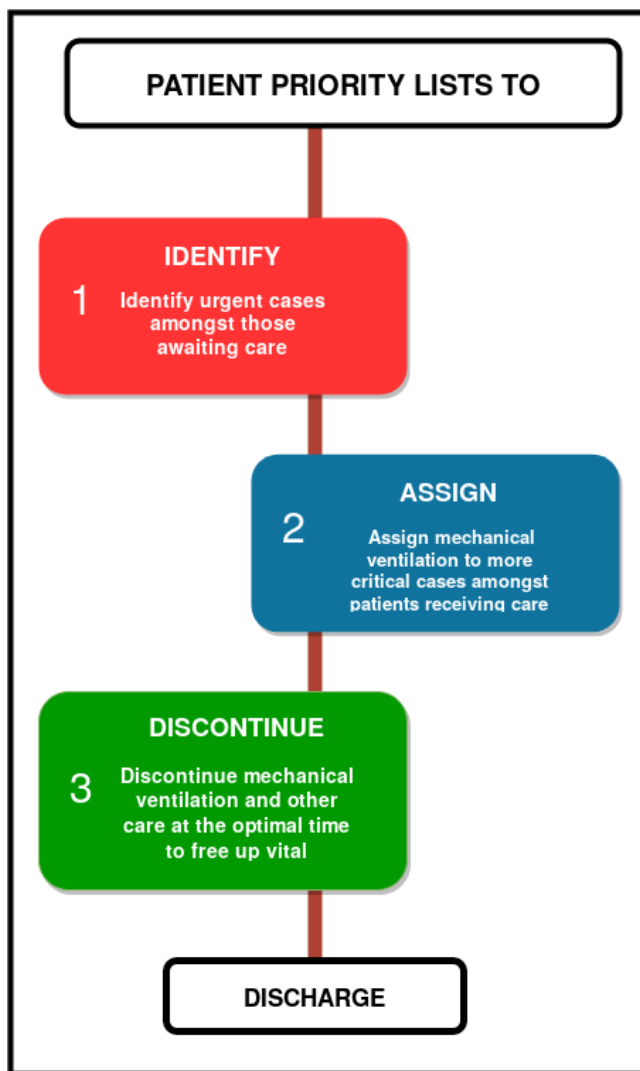 PATIENT PRIORITY LISTS TO
IDENTIFY
1
Identify urgent cases
amongst those
awaiting care
ASSIGN
2
Assign mechanical
ventilation to more
critical cases amongst
patients receiving care
DISCONTINUE
3
Discontinue mechanical
ventilation and other
care at the optimal time
to free up vital
DISCHARGE